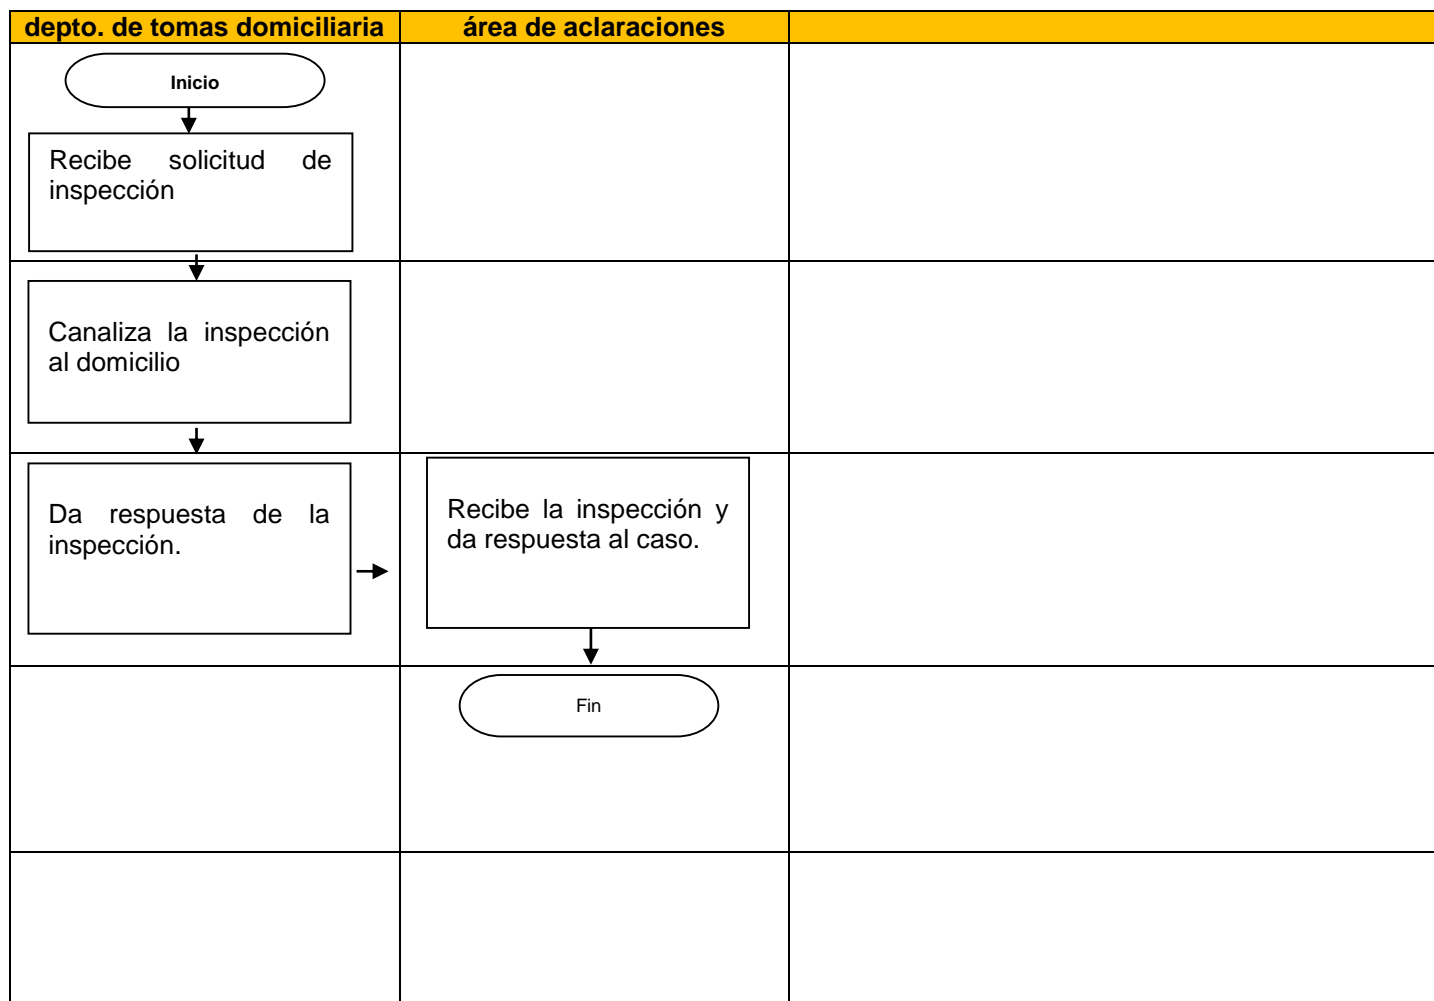 depto. de tomas domiciliaria
área de aclaraciones
Inicio
Recibe solicitud de
inspección
Canaliza la inspección
al domicilio
Da respuesta de la
inspección.
Recibe la inspección y
da respuesta al caso.
Fin